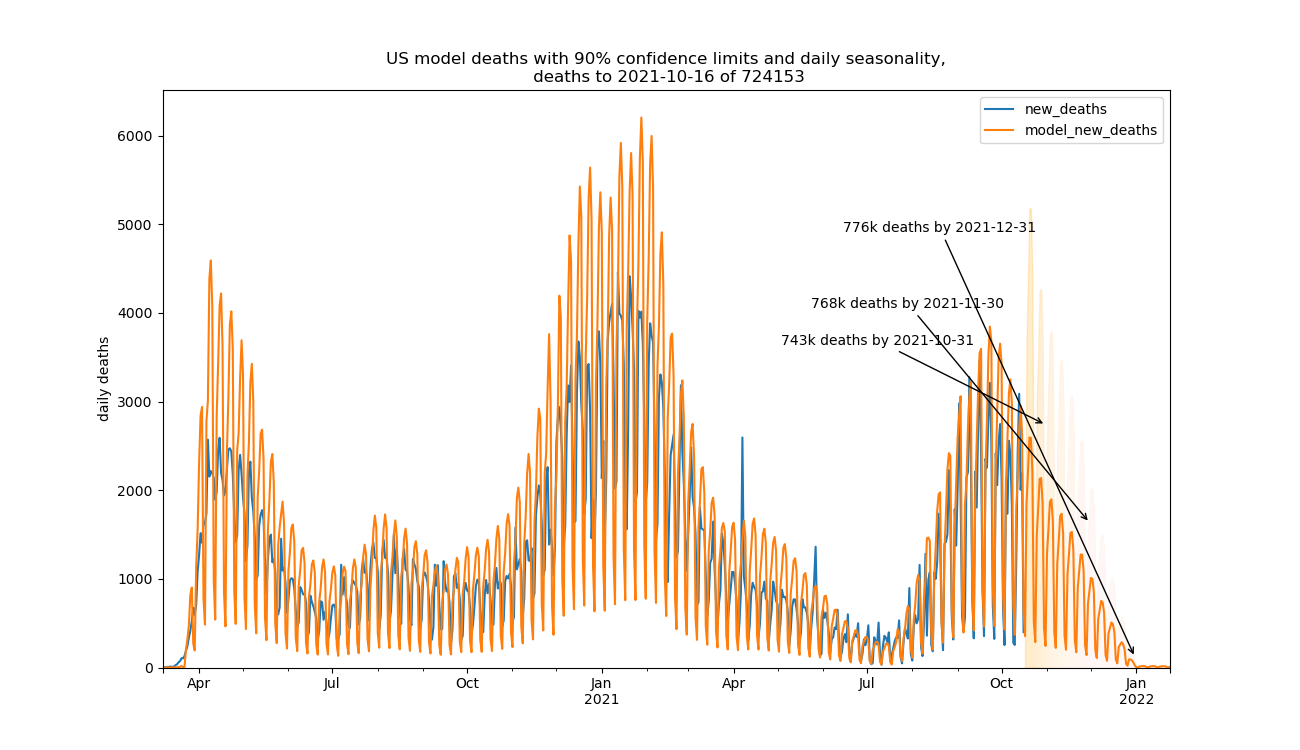 US model deaths with 90% confidence limits and daily seasonality,
deaths to 2021-10-16 of 724153
new_deaths
model_new_deaths
6000
5000
4000
3000
2000
1000
0
daily deaths
776k deaths by 2021-12-31
768k deaths by 2021-11-30
743k deaths by 2021-10-31
Apr
Jul
Oct
Jan
2021
Apr
Jul
Oct
Jan
2022